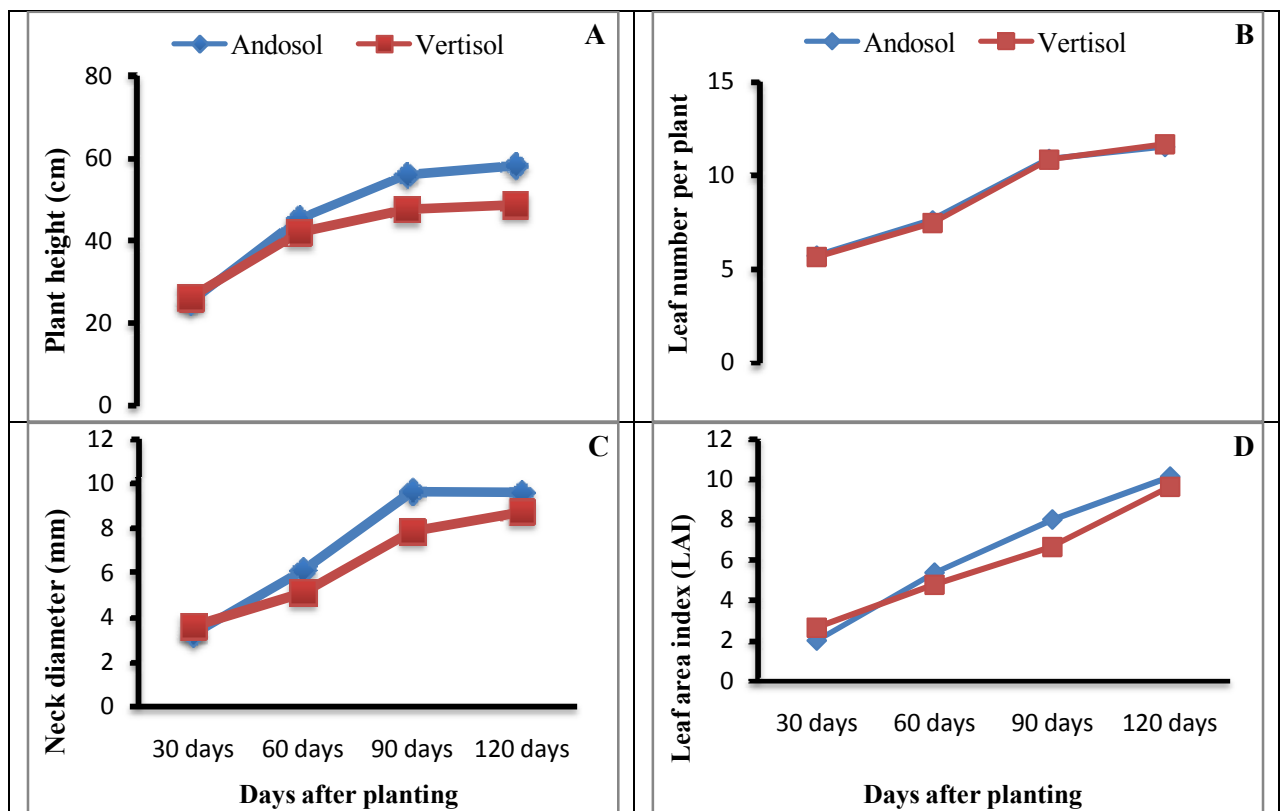 Andosol Vertisol A
Plant height (cm)
80
60
40
20
0
Andosol Vertisol B
Leaf number per plant
15
10
5
0
C
Neck diameter (mm)
12
10
8
6
4
2
0
30 days 60 days 90 days 120 days
Days after planting
D
Leaf area index (LAI)
12
10
8
6
4
2
0
30 days 60 days 90 days 120 days
Days after planting